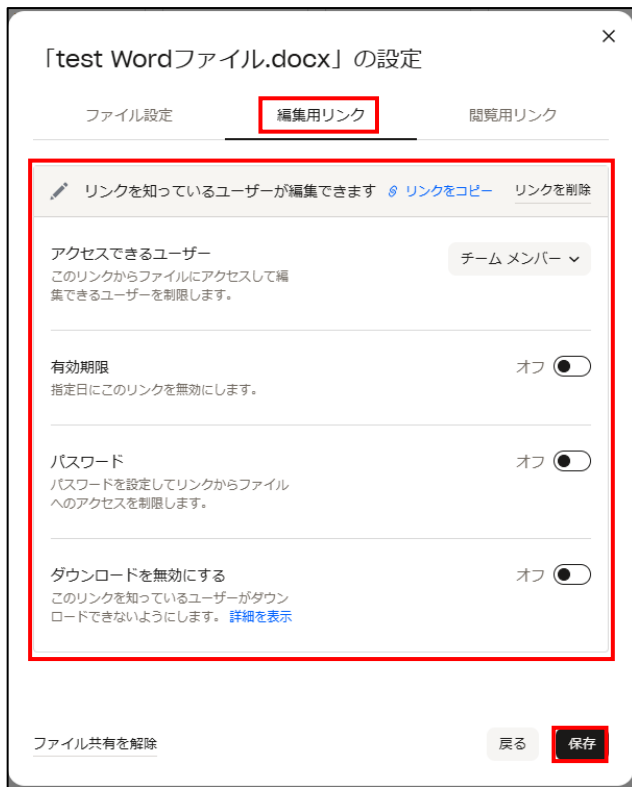 「test Wordファイル.docx」の設定
ファイル設定 編集用リンク 閲覧用リンク
リンクを知っているユーザーが編集できます リンクをコピー リンクを削除
アクセスできるユーザー チーム メンバー
このリンクからファイルにアクセスして編
集できるユーザーを制限します。
有効期限 オフ
指定日にこのリンクを無効にします。
パスワード オフ
パスワードを設定してリンクからファイル
へのアクセスを制限します。
ダウンロードを無効にする オフ
このリンクを知っているユーザーがダウン
ロードできないようにします。 詳細を表示
ファイル共有を解除 戻る 保存